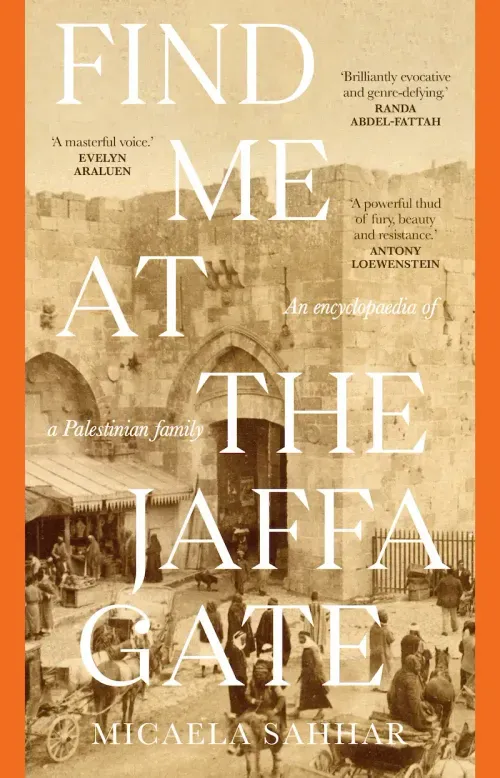 FIND
‘Brilliantly evocative
and genre-defying.’
RANDA
ABDEL-FATTAH
‘A masterful voice.’
EVELYN
ARALUEN
ME
‘A powerful thud
of fury, beauty
and resistance.’
ANTONY
LOEWENSTEIN
AT
An encyclopaedia of
THE
a Palestinian family
JAFFA
GATE
MICAELA SAHHAR